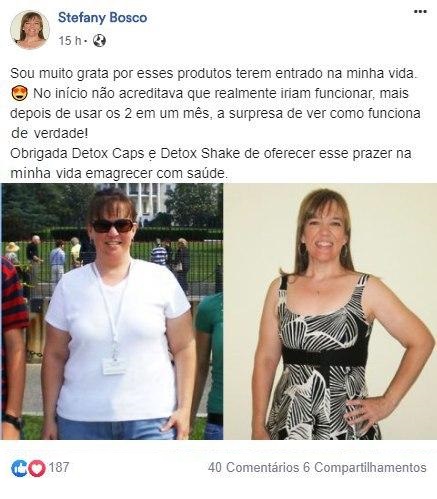 Stefany Bosco
15 h ·
Sou muito grata por esses produtos terem entrado na minha vida.
😍 No início não acreditava que realmente iriam funcionar, mais
depois de usar os 2 em um mês, a surpresa de ver como funciona
de verdade!
Obrigada Detox Caps e Detox Shake de oferecer esse prazer na
minha vida emagrecer com saúde.
187
40 Comentários 6 Compartilhamentos